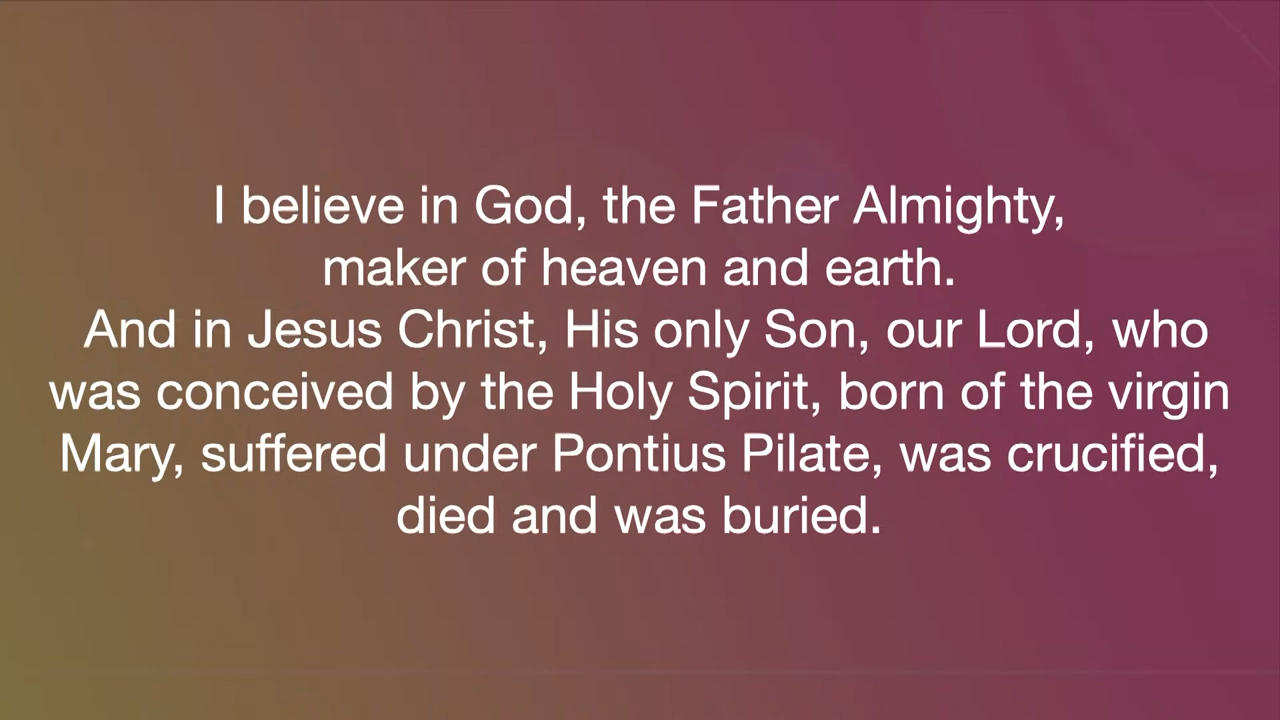 I believe in God, the Father Almighty,
maker of heaven and earth.
And in Jesus Christ, His only Son, our Lord, who
was conceived by the Holy Spirit, born of the virgin
Mary, suffered under Pontius Pilate, was crucified,
died and was buried.